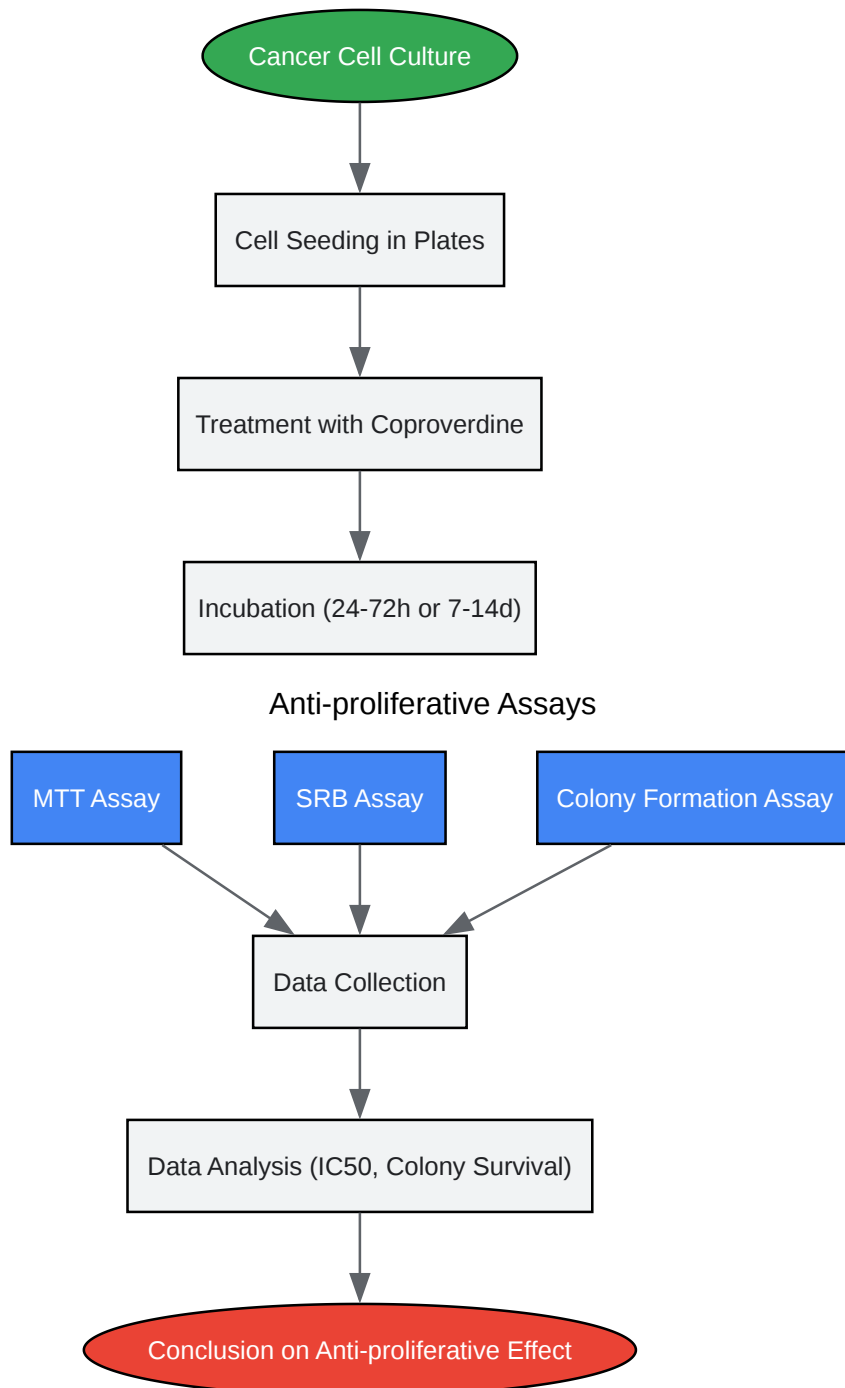 Cancer Cell Culture
Cell Seeding in Plates
Treatment with Coproverdine
Incubation (24-72h or 7-14d)
Anti-proliferative Assays
MTT Assay
SRB Assay
Colony Formation Assay
Data Collection
Data Analysis (IC50, Colony Survival)
Conclusion on Anti-proliferative Effect